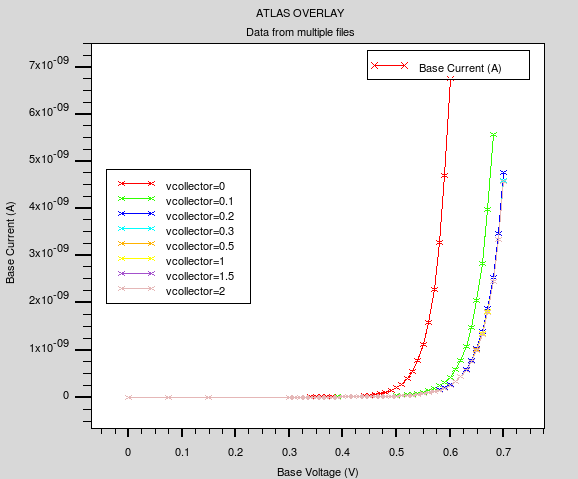 ATLAS OVERLAY
Data from multiple files
Base Current (A)
7x10^-09
6x10^-09
5x10^-09
4x10^-09
3x10^-09
2x10^-09
1x10^-09
0
Base Current (A)
vcollector=0
vcollector=0.1
vcollector=0.2
vcollector=0.3
vcollector=0.5
vcollector=1
vcollector=1.5
vcollector=2
0 0.1 0.2 0.3 0.4 0.5 0.6 0.7
Base Voltage (V)